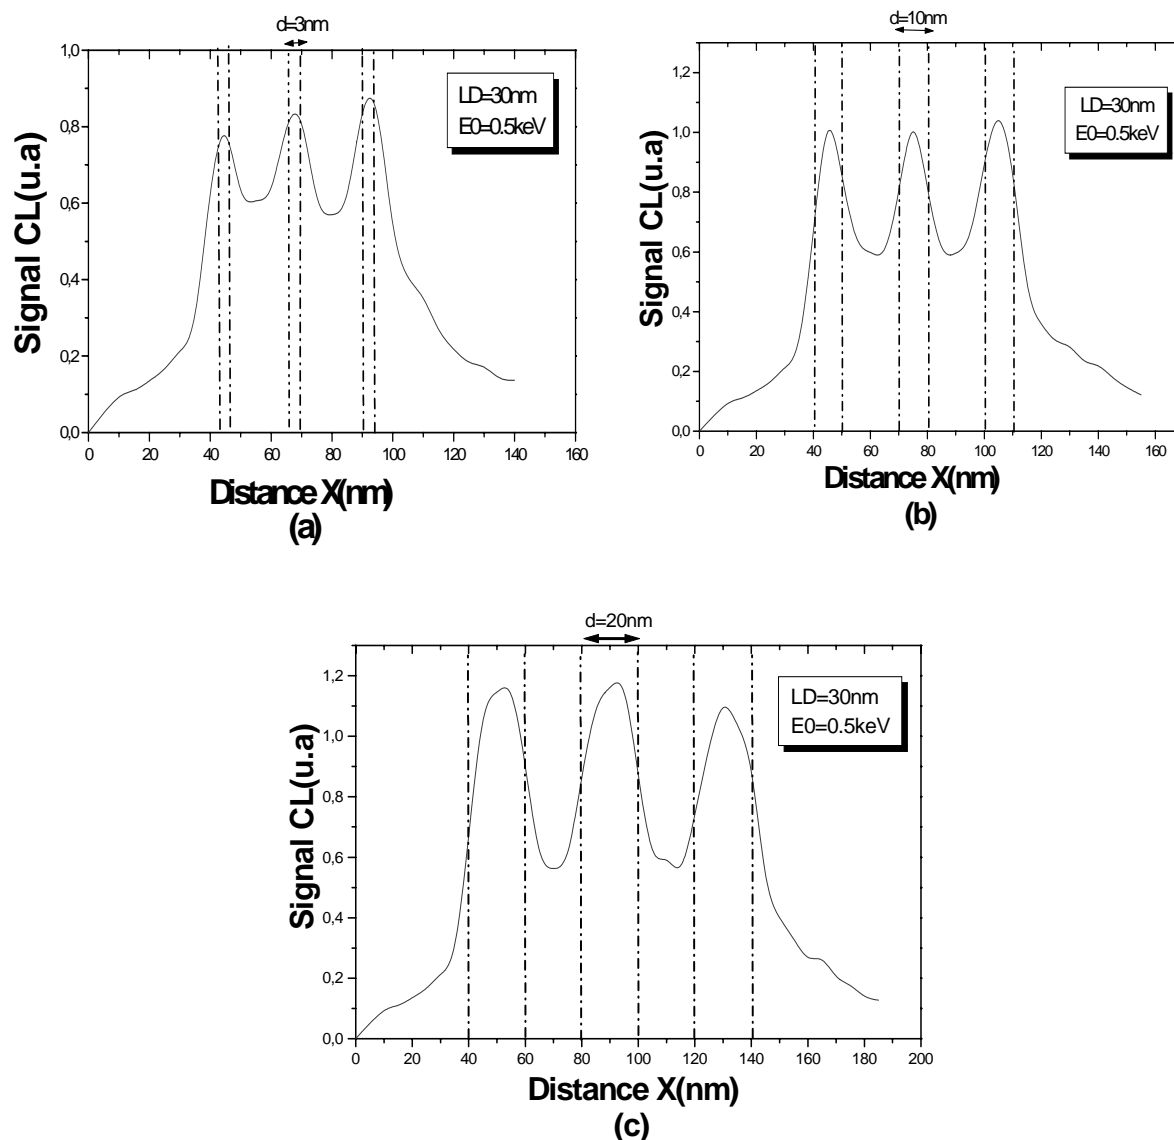 d=3nm
1,0
0,8
0,6
0,4
0,2
0,0
Signal CL(u.a)
LD=30nm
E0=0.5keV
0 20 40 60 80 100 120 140 160
Distance X(nm)
(a)
d=10nm
1,2
1,0
0,8
0,6
0,4
0,2
0,0
Signal CL(u.a)
LD=30nm
E0=0.5keV
0 20 40 60 80 100 120 140 160
Distance X(nm)
(b)
d=20nm
1,2
1,0
0,8
0,6
0,4
0,2
0,0
Signal CL(u.a)
LD=30nm
E0=0.5keV
0 20 40 60 80 100 120 140 160 180 200
Distance X(nm)
(c)